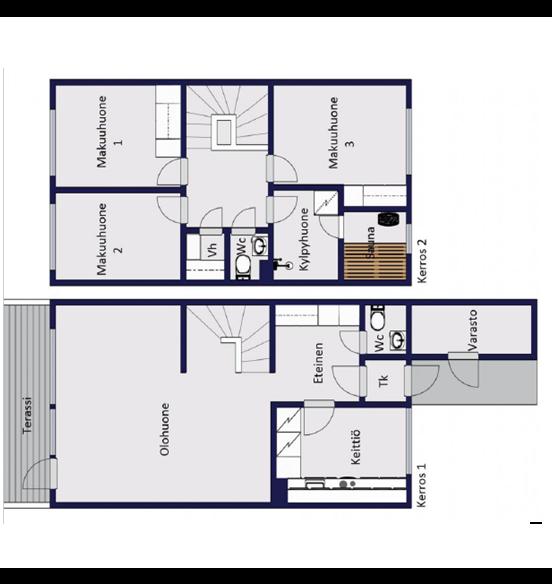 Makuuhuone
1
Makuuhuone
2
Makuuhuone
3
Vh
Wc
Kylpyhuone
Sauna
Kerros 2
Terassi
Olohuone
Eteinen
Wc
Tk
Varasto
Keittiö
Kerros 1